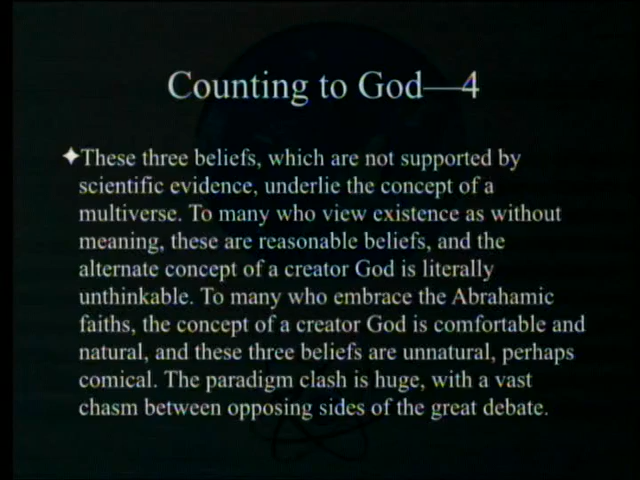 Counting to God—4
✦These three beliefs, which are not supported by
scientific evidence, underlie the concept of a
multiverse. To many who view existence as without
meaning, these are reasonable beliefs, and the
alternate concept of a creator God is literally
unthinkable. To many who embrace the Abrahamic
faiths, the concept of a creator God is comfortable and
natural, and these three beliefs are unnatural, perhaps
comical. The paradigm clash is huge, with a vast
chasm between opposing sides of the great debate.